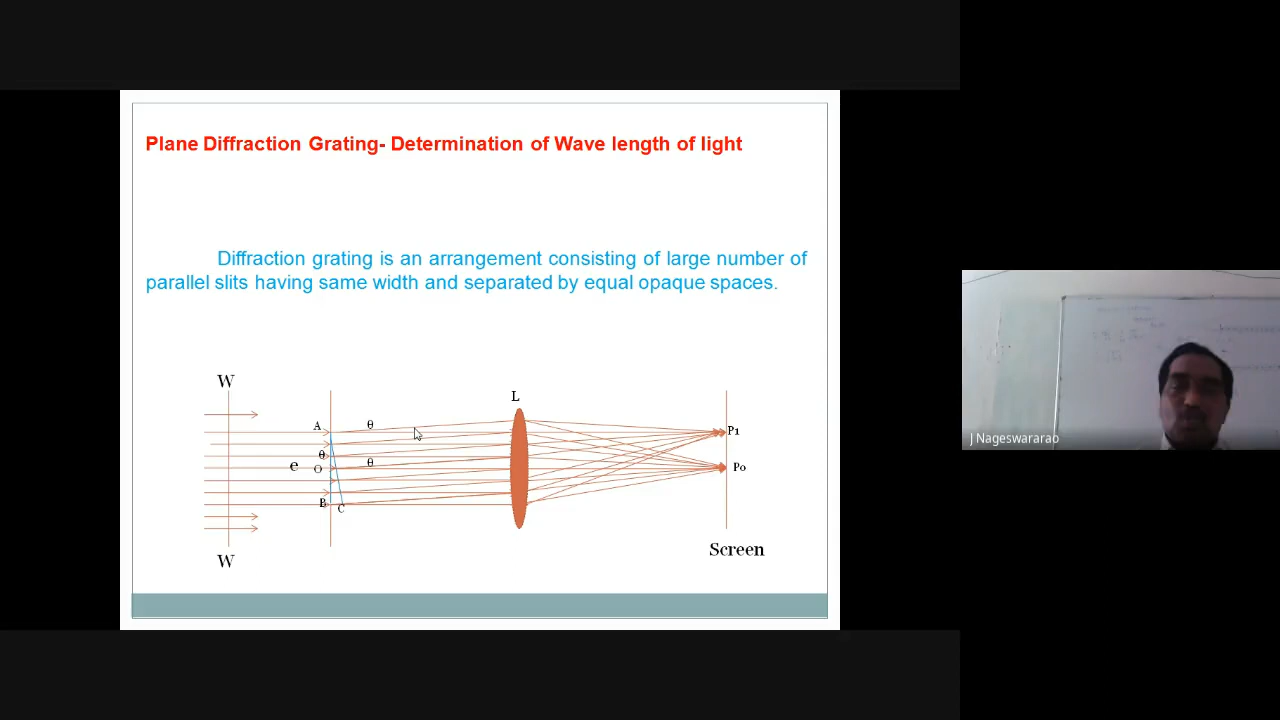 Plane Diffraction Grating- Determination of Wave length of light
Diffraction grating is an arrangement consisting of large number of
parallel slits having same width and separated by equal opaque spaces.
W
L
A
θ
P1
θ
e
O
θ
P0
B
C
Screen
W
J Nageswararao